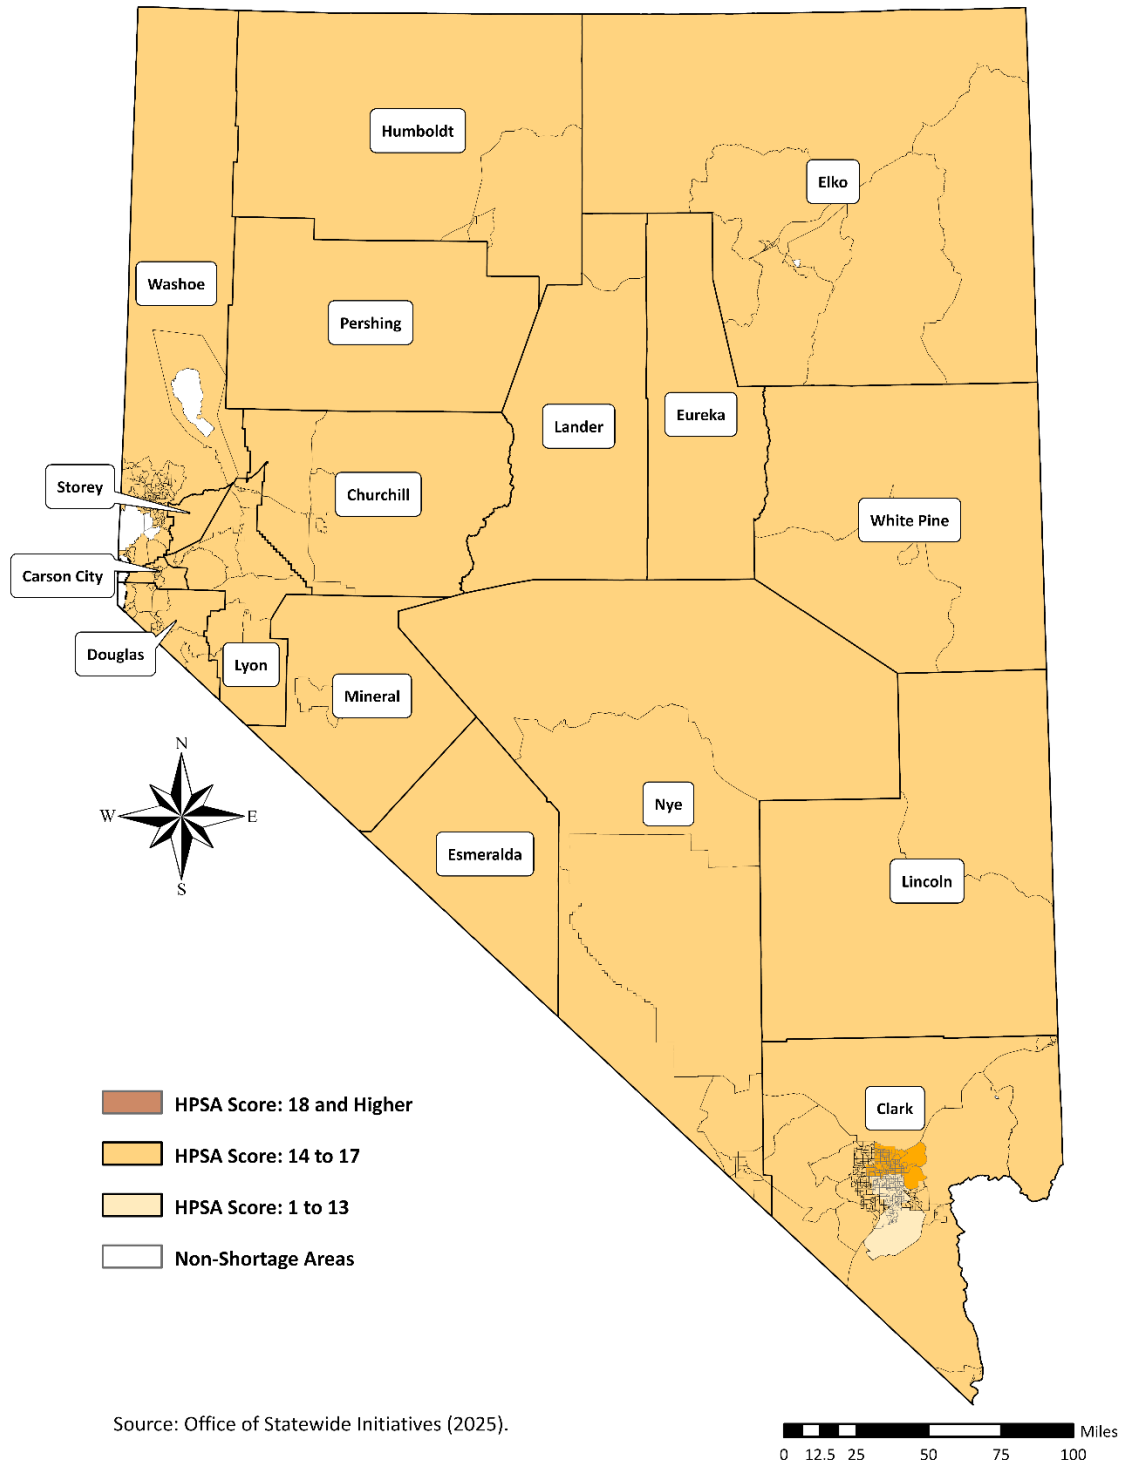 Humboldt
Elko
Washoe
Pershing
Lander
Eureka
Storey
Churchill
White Pine
Carson City
Douglas
Lyon
Mineral
N
W
E
S
Nye
Esmeralda
Lincoln
HPSA Score: 18 and Higher
HPSA Score: 14 to 17
HPSA Score: 1 to 13
Non-Shortage Areas
Clark
Source: Office of Statewide Initiatives (2025).
Miles
0 12.5 25 50 75 100